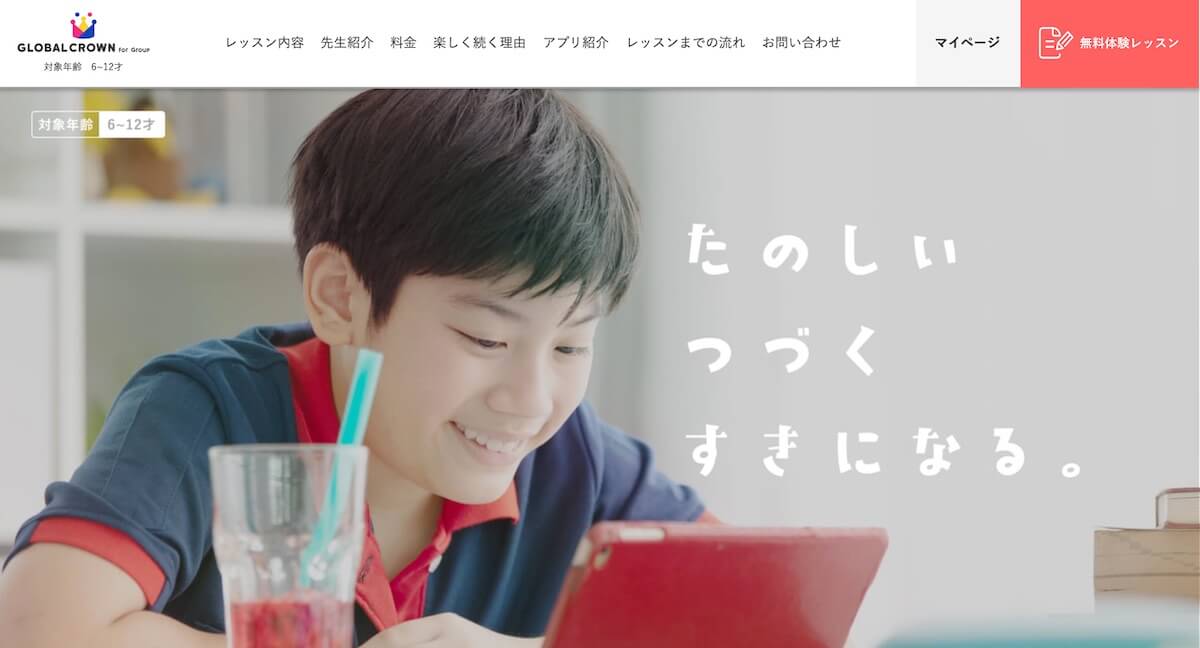 GLOBAL CROWN for Group
対象年齢 6~12才
レッスン内容 先生紹介 料金 楽しく続く理由 アプリ紹介 レッスンまでの流れ お問い合わせ
マイページ
無料体験レッスン
対象年齢 6~12才
たのしい
つづく
すきになる。